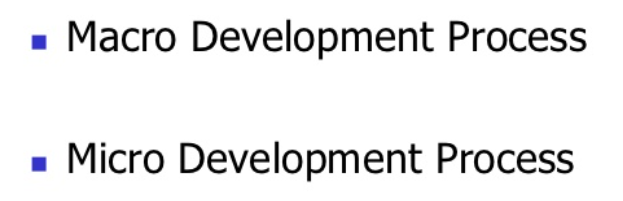 Macro Development Process
Micro Development Process